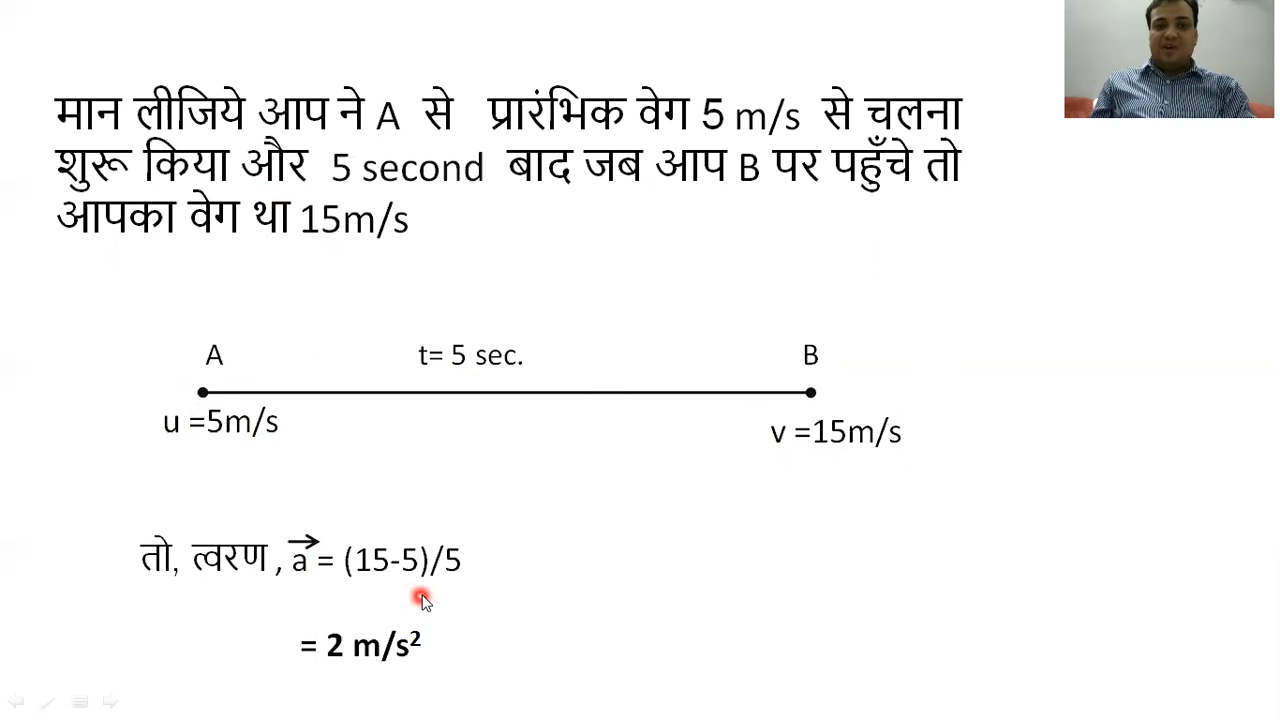 मान लीजिये आप ने A से प्रारंभिक वेग 5 m/s से चलना
शुरू किया और 5 second बाद जब आप B पर पहुँचे तो
आपका वेग था 15m/s
A t= 5 sec. B
u =5m/s
v =15m/s
तो, त्वरण , a = (15-5)/5
= 2 m/s²